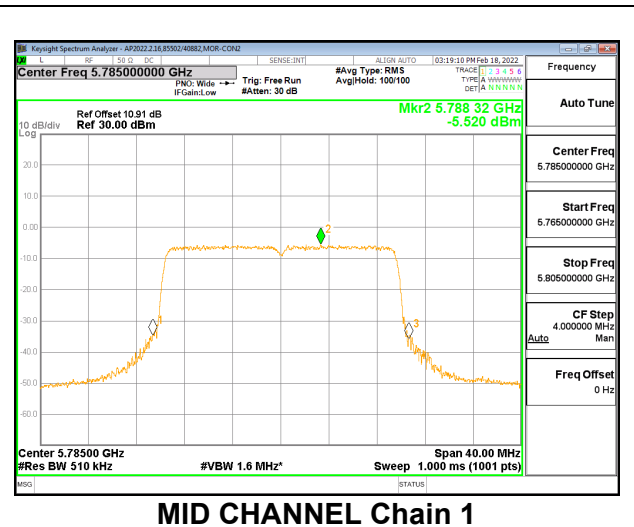 Keysight Spectrum Analyzer - AP2022.2.16,85502/40882,MOR-CON2
L RF 50 Ω DC SENSE:INT ALIGN AUTO 03:19:10 PM Feb 18, 2022
Center Freq 5.785000000 GHz
PNO: Wide
IFGain:Low
Trig: Free Run
#Atten: 30 dB
#Avg Type: RMS
Avg|Hold: 100/100
TRACE 1 2 3 4 5 6
TYPE A WWWWW
DET A N N N N N
Frequency
Ref Offset 10.91 dB
Ref 30.00 dBm
10 dB/div
Log
Mkr2 5.788 32 GHz
-5.520 dBm
20.0
10.0
0.00
-10.0
-20.0
-30.0
-40.0
-50.0
-60.0
1
2
3
Center 5.78500 GHz
#Res BW 510 kHz
#VBW 1.6 MHz*
Span 40.00 MHz
Sweep 1.000 ms (1001 pts)
Auto Tune
Center Freq
5.785000000 GHz
Start Freq
5.765000000 GHz
Stop Freq
5.805000000 GHz
CF Step
4.000000 MHz
Auto Man
Freq Offset
0 Hz
MSG STATUS
MID CHANNEL Chain 1